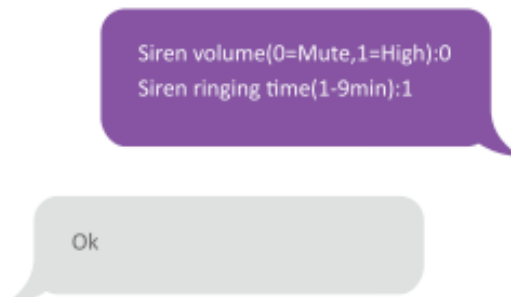 Siren volume(0=Mute,1=High):0
Siren ringing time(1-9min):1
Ok